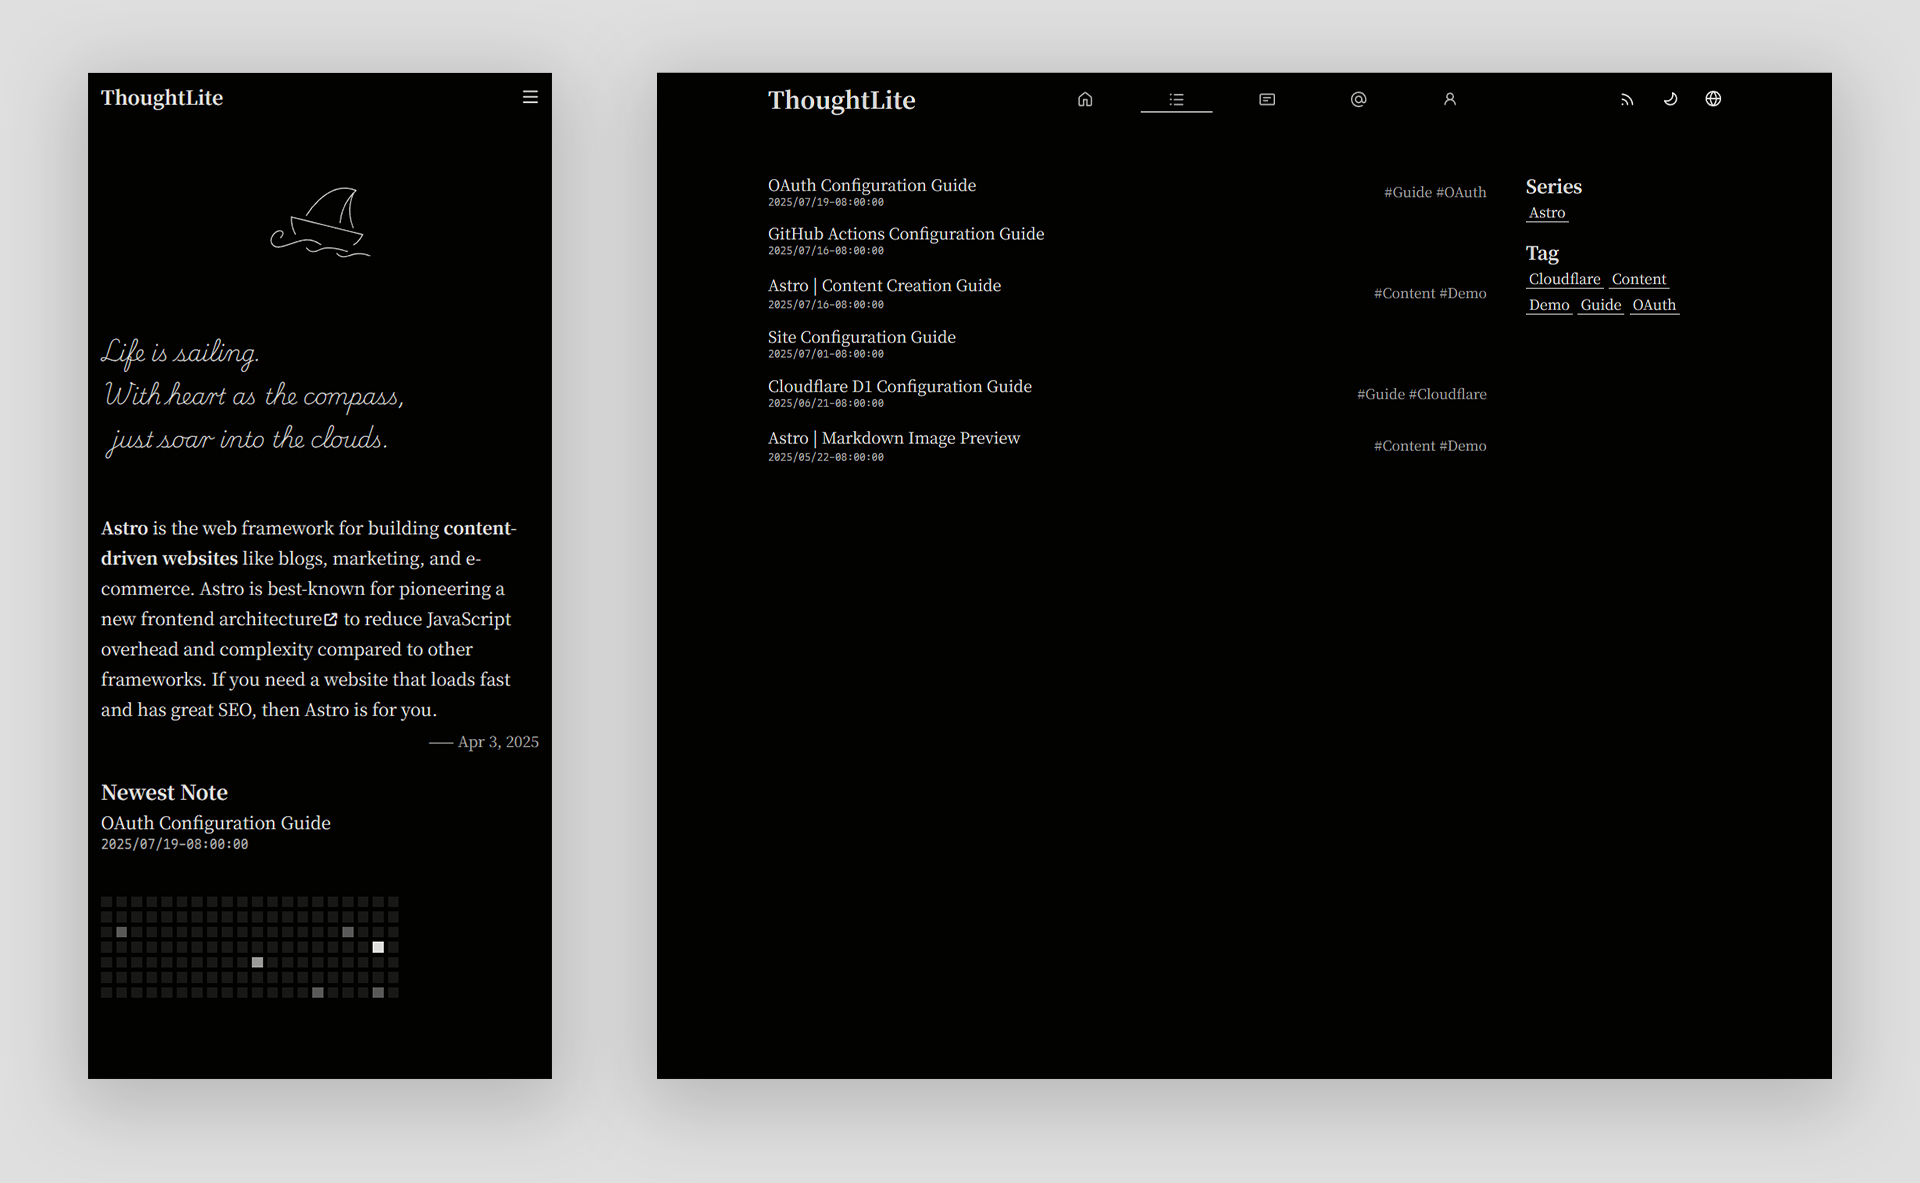 ThoughtLite
Life is sailing.
With heart as the compass,
just soar into the clouds.
Astro is the web framework for building content-
driven websites like blogs, marketing, and e-
commerce. Astro is best-known for pioneering a
new frontend architecture to reduce JavaScript
overhead and complexity compared to other
frameworks. If you need a website that loads fast
and has great SEO, then Astro is for you.
—— Apr 3, 2025
Newest Note
OAuth Configuration Guide
2025/07/19-08:00:00
ThoughtLite
OAuth Configuration Guide
2025/07/19-08:00:00
#Guide #OAuth
GitHub Actions Configuration Guide
2025/07/16-08:00:00
Astro | Content Creation Guide
2025/07/16-08:00:00
#Content #Demo
Site Configuration Guide
2025/07/01-08:00:00
Cloudflare D1 Configuration Guide
2025/06/21-08:00:00
#Guide #Cloudflare
Astro | Markdown Image Preview
2025/05/22-08:00:00
#Content #Demo
Series
Astro
Tag
Cloudflare Content
Demo Guide OAuth